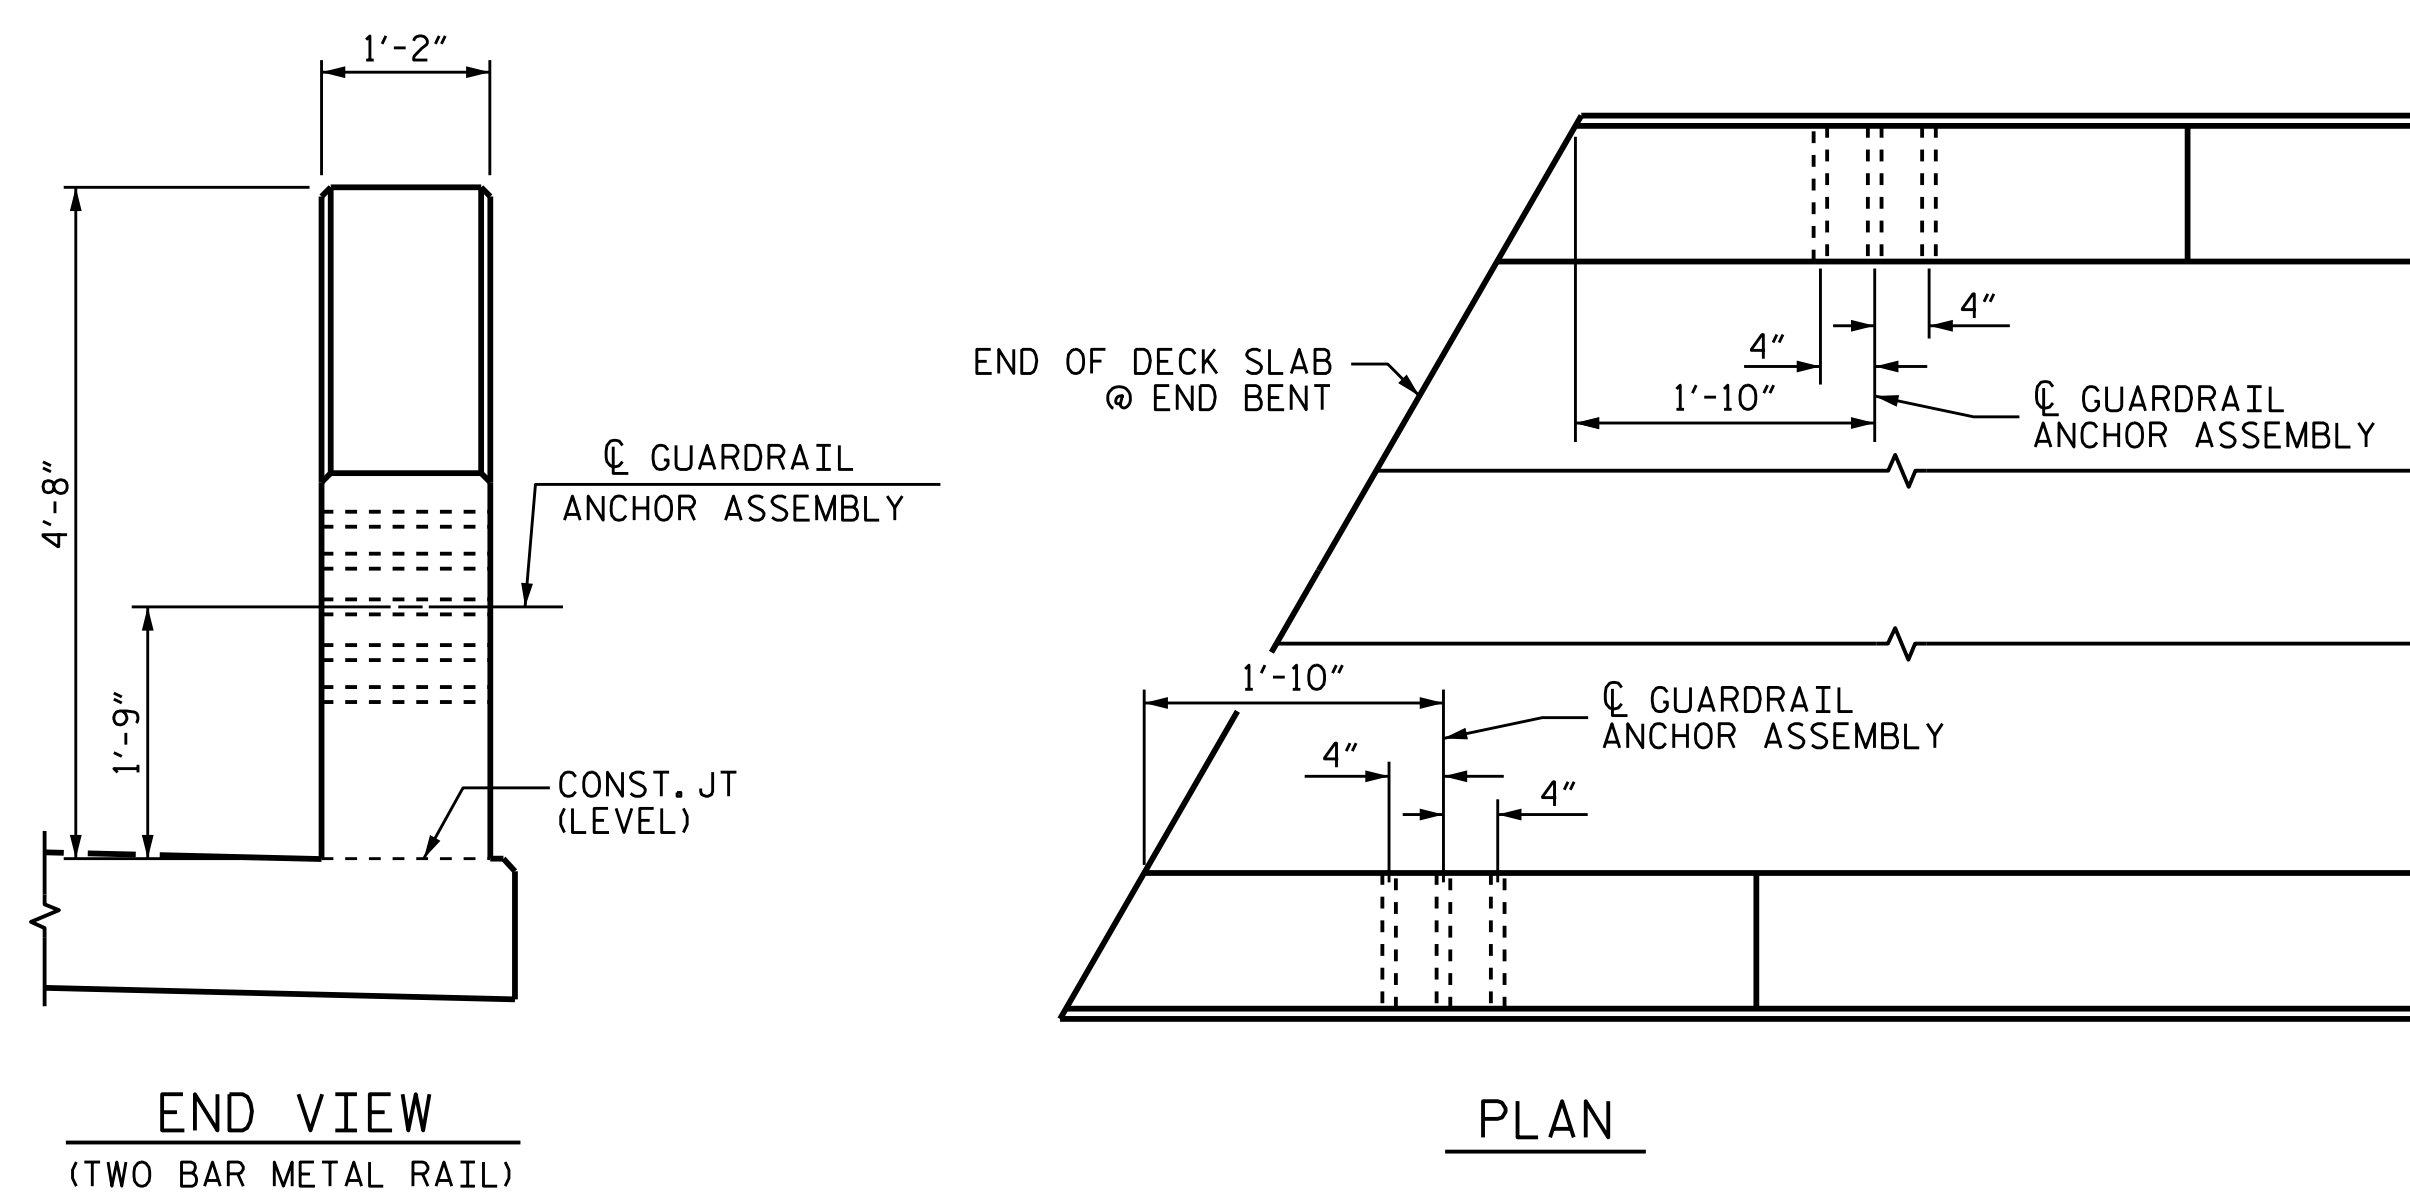 1'-2"
4'-8"
℄ GUARDRAIL
ANCHOR ASSEMBLY
1'-9"
CONST. JT
(LEVEL)
END VIEW
(TWO BAR METAL RAIL)
END OF DECK SLAB
@ END BENT
4"
4"
1'-10"
℄ GUARDRAIL
ANCHOR ASSEMBLY
1'-10"
℄ GUARDRAIL
ANCHOR ASSEMBLY
4"
4"
PLAN